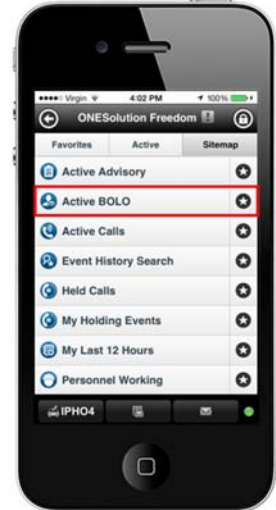 Virgin 4:02 PM 100%
ONESolution Freedom
Favorites Active Sitemap
Active Advisory
Active BOLO
Active Calls
Event History Search
Held Calls
My Holding Events
My Last 12 Hours
Personnel Working
IPHO4